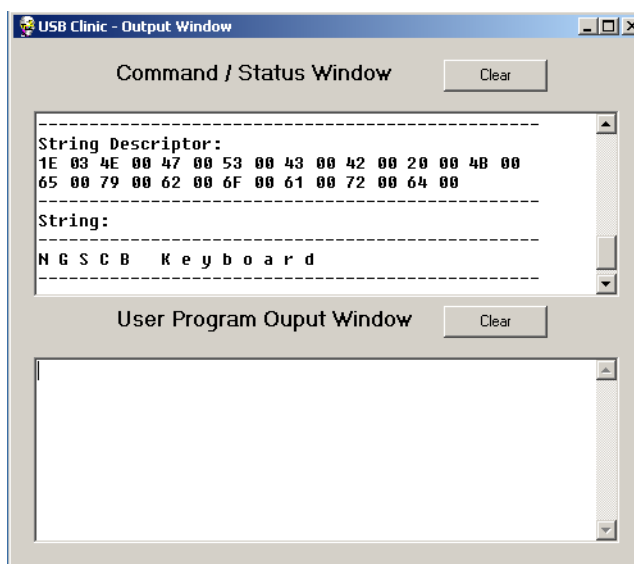 USB Clinic - Output Window
Command / Status Window
Clear
--------------------------------------------------
String Descriptor:
1E 03 4E 00 47 00 53 00 43 00 42 00 20 00 4B 00
65 00 79 00 62 00 6F 00 61 00 72 00 64 00
--------------------------------------------------
String:
--------------------------------------------------
N G S C B   K e y b o a r d
--------------------------------------------------
User Program Ouput Window
Clear